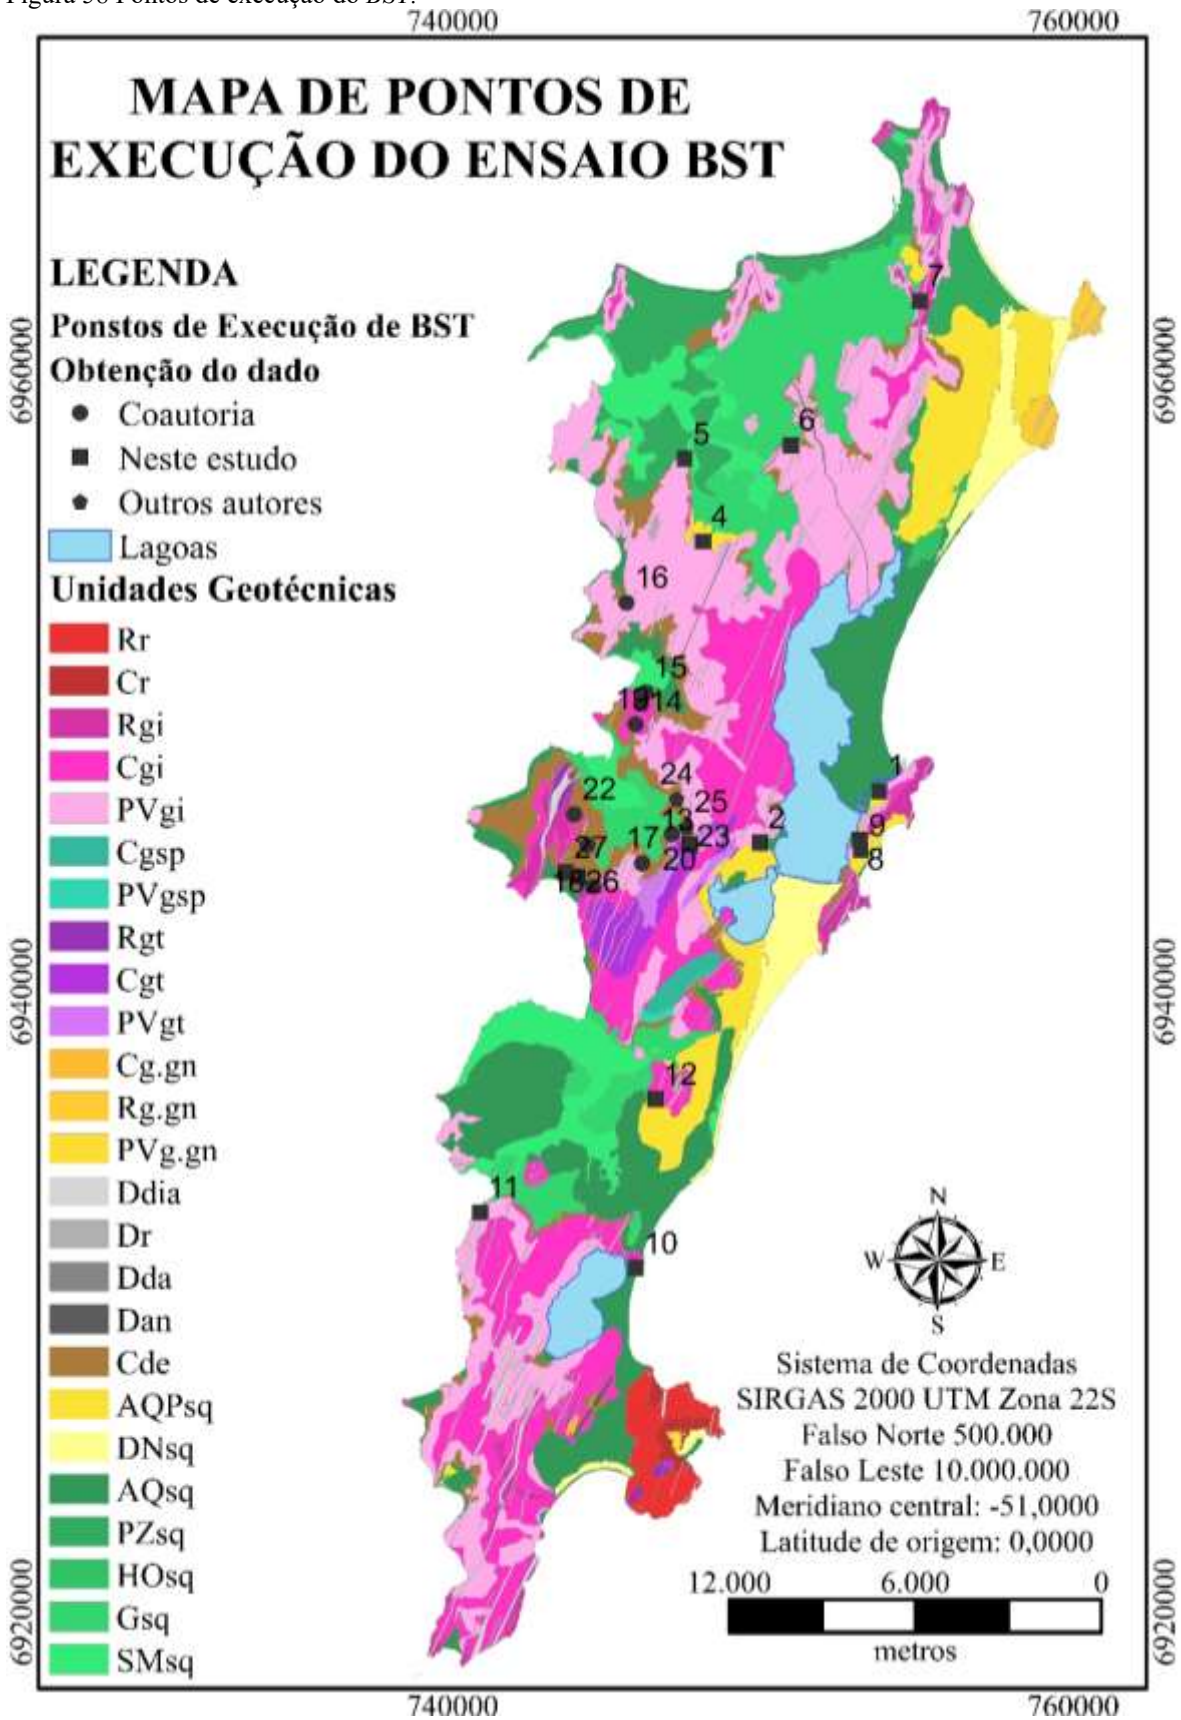 Figura 58 Pontos de execução do BST.
740000
760000
MAPA DE PONTOS DE
EXECUÇÃO DO ENSAIO BST
LEGENDA
Ponstos de Execução de BST
Obtenção do dado
Coautoria
Neste estudo
Outros autores
Lagoas
Unidades Geotécnicas
Rr
Cr
Rgi
Cgi
PVgi
Cgsp
PVgsp
Rgt
Cgt
PVgt
Cg.gn
Rg.gn
PVg.gn
Ddia
Dr
Dda
Dan
Cde
AQPsq
DNsq
AQsq
PZsq
HOsq
Gsq
SMsq
6960000
6960000
6940000
6940000
6920000
6920000
7
6
5
4
16
15
14
1
24
22
25
2
9
13
23
17
8
27
20
26
12
11
10
N
W
E
S
Sistema de Coordenadas
SIRGAS 2000 UTM Zona 22S
Falso Norte 500.000
Falso Leste 10.000.000
Meridiano central: -51,0000
Latitude de origem: 0,0000
12.000 6.000 0
metros
740000
760000